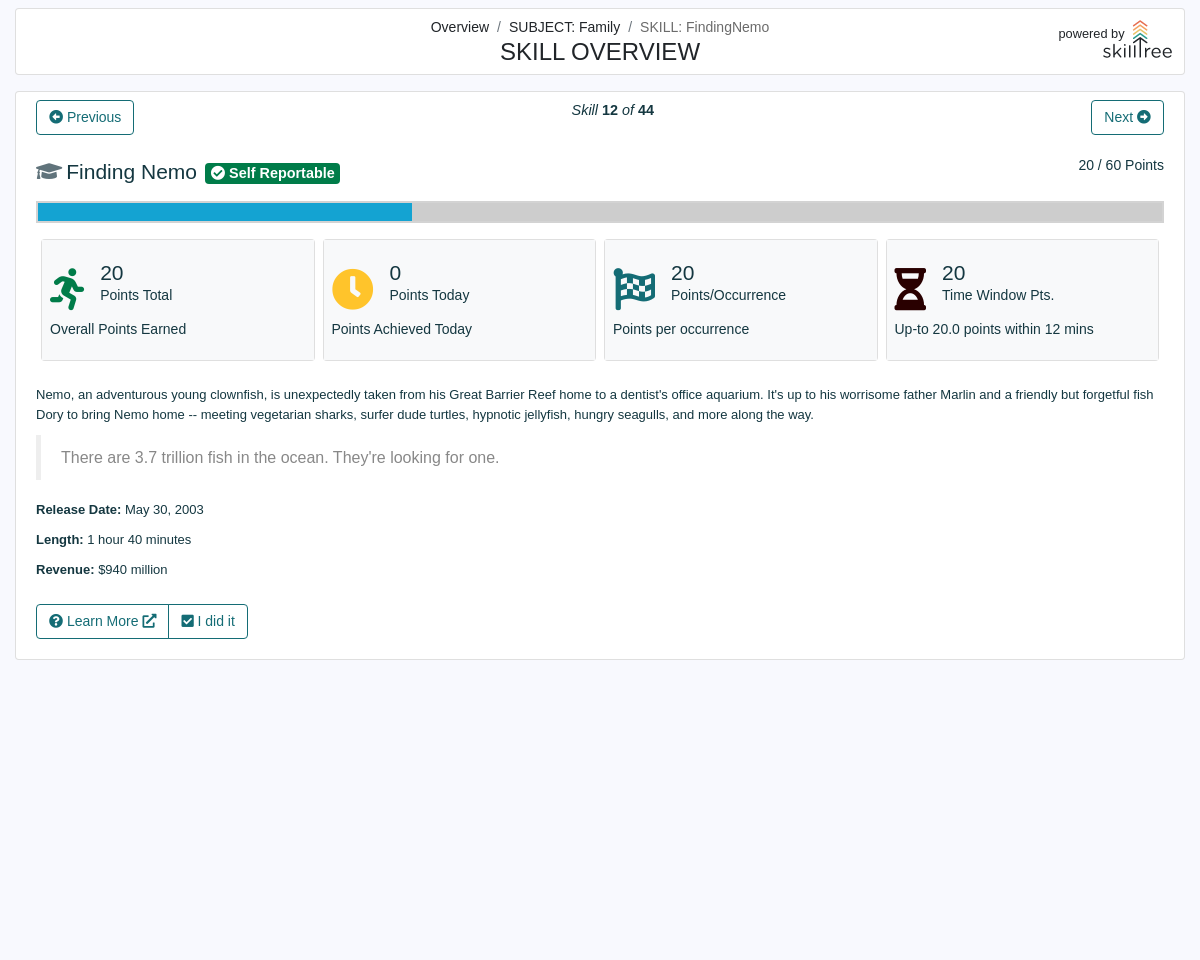 Overview / SUBJECT: Family / SKILL: FindingNemo
SKILL OVERVIEW
powered by
skilltree
Previous
Skill 12 of 44
Next
Finding Nemo
Self Reportable
20 / 60 Points
20
Points Total
Overall Points Earned
0
Points Today
Points Achieved Today
20
Points/Occurrence
Points per occurrence
20
Time Window Pts.
Up-to 20.0 points within 12 mins
Nemo, an adventurous young clownfish, is unexpectedly taken from his Great Barrier Reef home to a dentist's office aquarium. It's up to his worrisome father Marlin and a friendly but forgetful fish
Dory to bring Nemo home -- meeting vegetarian sharks, surfer dude turtles, hypnotic jellyfish, hungry seagulls, and more along the way.
There are 3.7 trillion fish in the ocean. They're looking for one.
Release Date: May 30, 2003
Length: 1 hour 40 minutes
Revenue: $940 million
Learn More
I did it